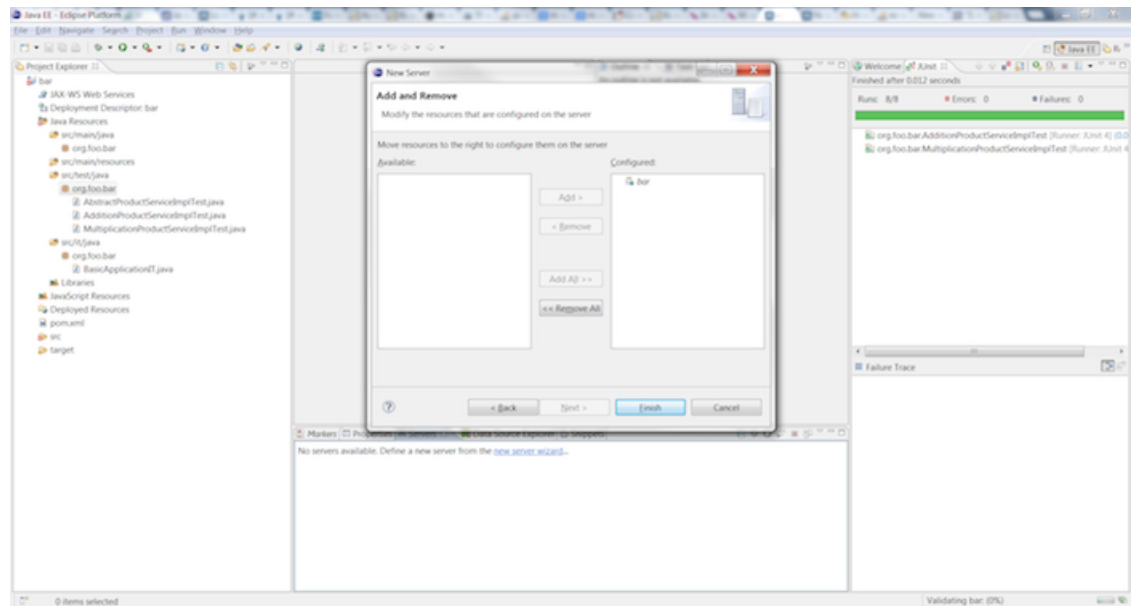 Java EE - Eclipse Platform
File Edit Navigate Search Project Run Window Help
Java EE
Project Explorer
bar
JAX-WS Web Services
Deployment Descriptor: bar
Java Resources
src/main/java
org.foo.bar
src/main/resources
src/test/java
org.foo.bar
AbstractProductServiceImplTest.java
AdditionProductServiceImplTest.java
MultiplicationProductServiceImplTest.java
src/it/java
org.foo.bar
BasicApplicationIT.java
Libraries
JavaScript Resources
Deployed Resources
pom.xml
src
target
New Server
Add and Remove
Modify the resources that are configured on the server
Move resources to the right to configure them on the server
Available:
Configured:
bar
Add >
< Remove
Add All >>
<< Remove All
< Back Next > Finish Cancel
Markers Properties Servers Data Source Explorer Snippets
No servers available. Define a new server from the new server wizard...
Welcome JUnit
Finished after 0.012 seconds
Runs: 8/8 Errors: 0 Failures: 0
org.foo.bar.AdditionProductServiceImplTest [Runner: JUnit 4] (0.0
org.foo.bar.MultiplicationProductServiceImplTest [Runner: JUnit 4
Failure Trace
0 items selected
Validating bar: (0%)